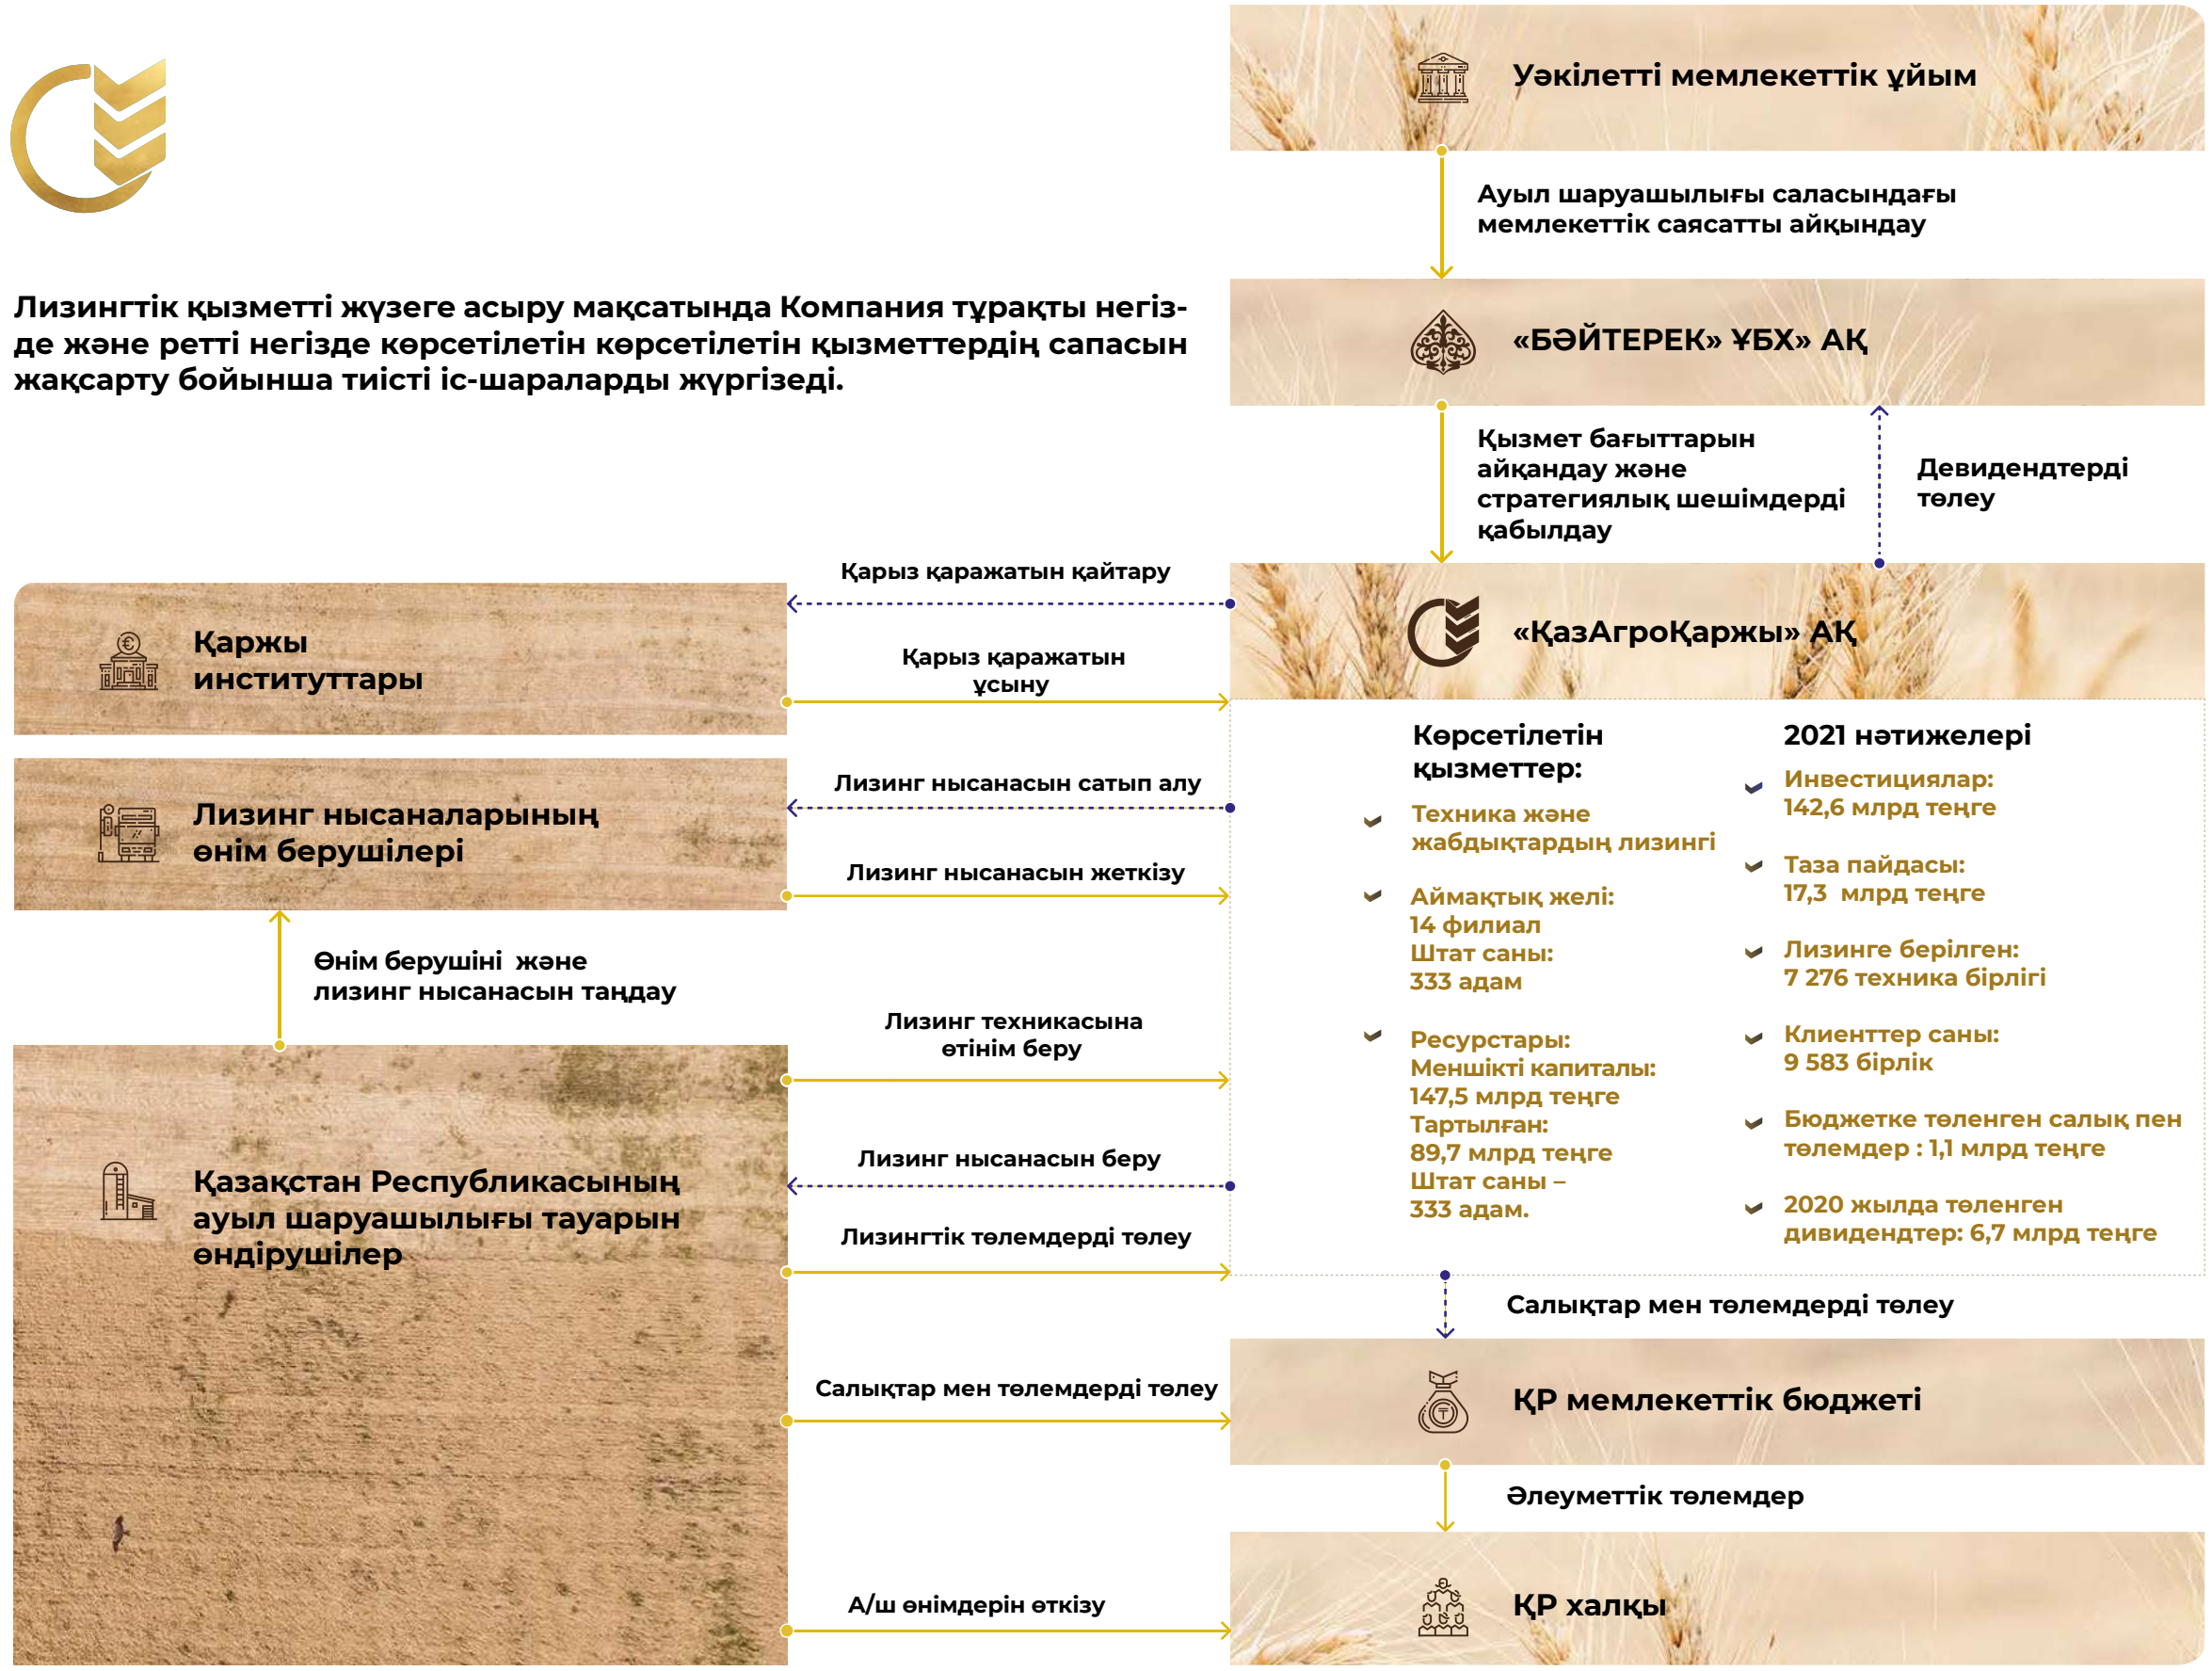 Уәкілетті мемлекеттік ұйым
Ауыл шаруашылығы саласындағы
мемлекеттік саясатты айқындау
Лизингтік қызметті жүзеге асыру мақсатында Компания тұрақты негіз-
де және ретті негізде көрсетілетін көрсетілетін қызметтердің сапасын
жақсарту бойынша тиісті іс-шараларды жүргізеді.
«БӘЙТЕРЕК» ҰБХ» АҚ
Қызмет бағыттарын
айқандау және
стратегиялық шешімдерді
қабылдау
Девидендтерді
төлеу
Қарыз қаражатын қайтару
Қаржы
институттары
Қарыз қаражатын
ұсыну
«ҚазАгроҚаржы» АҚ
Көрсетілетін
қызметтер:
Техника және
жабдықтардың лизингі
Аймақтық желі:
14 филиал
Штат саны:
333 адам
Ресурстары:
Меншікті капиталы:
147,5 млрд теңге
Тартылған:
89,7 млрд теңге
Штат саны –
333 адам.
2021 нәтижелері
Инвестициялар:
142,6 млрд теңге
Таза пайдасы:
17,3  млрд теңге
Лизинге берілген:
7 276 техника бірлігі
Клиенттер саны:
9 583 бірлік
Бюджетке төленген салық пен
төлемдер : 1,1 млрд теңге
2020 жылда төленген
дивидендтер: 6,7 млрд теңге
Лизинг нысанасын сатып алу
Лизинг нысаналарының
өнім берушілері
Лизинг нысанасын жеткізу
Өнім берушіні  және
лизинг нысанасын таңдау
Лизинг техникасына
өтінім беру
Лизинг нысанасын беру
Қазақстан Республикасының
ауыл шаруашылығы тауарын
өндірушілер
Лизингтік төлемдерді төлеу
Салықтар мен төлемдерді төлеу
Салықтар мен төлемдерді төлеу
₸
ҚР мемлекеттік бюджеті
Әлеуметтік төлемдер
А/ш өнімдерін өткізу
ҚР халқы